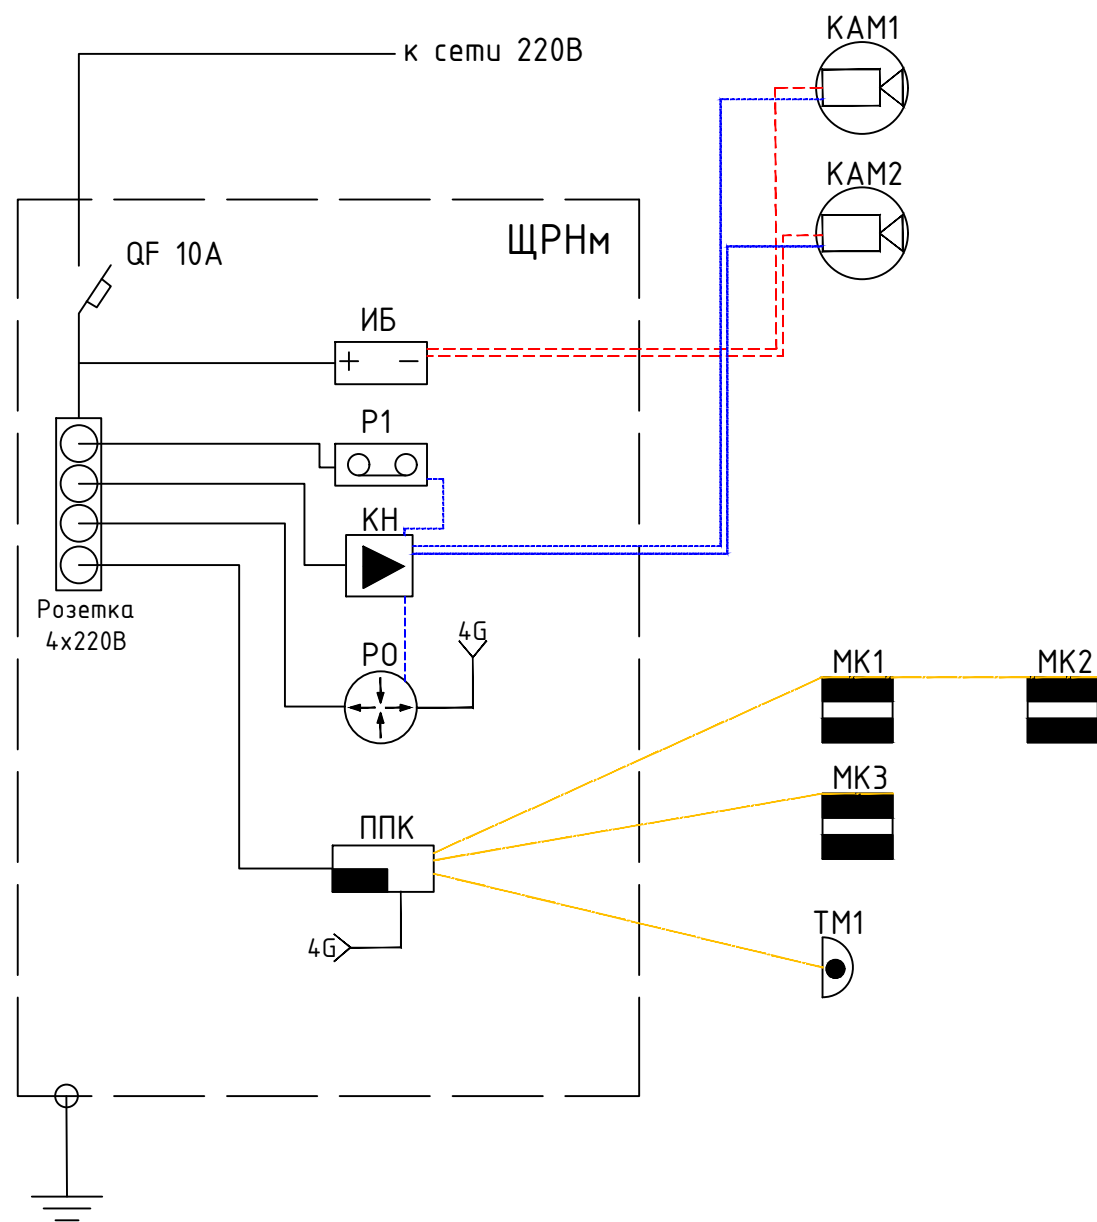 КАМ1
к сети 220В
КАМ2
ЩРНм
QF 10А
ИБ
Р1
КН
Розетка
4х220В
4G
РО
МК1
МК2
МК3
ППК
ТМ1
4G